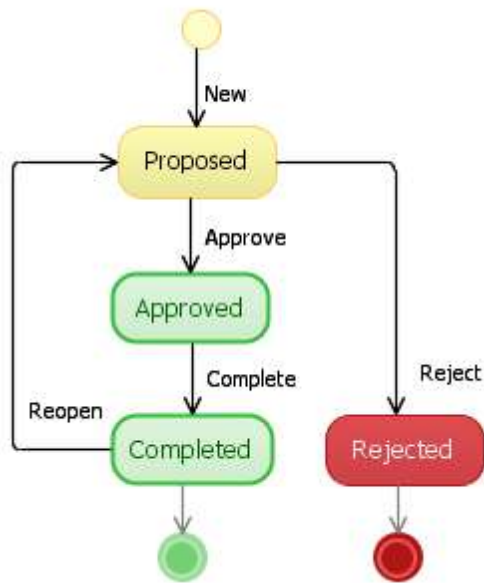 New
Proposed
Approve
Approved
Complete
Reject
Reopen
Completed
Rejected